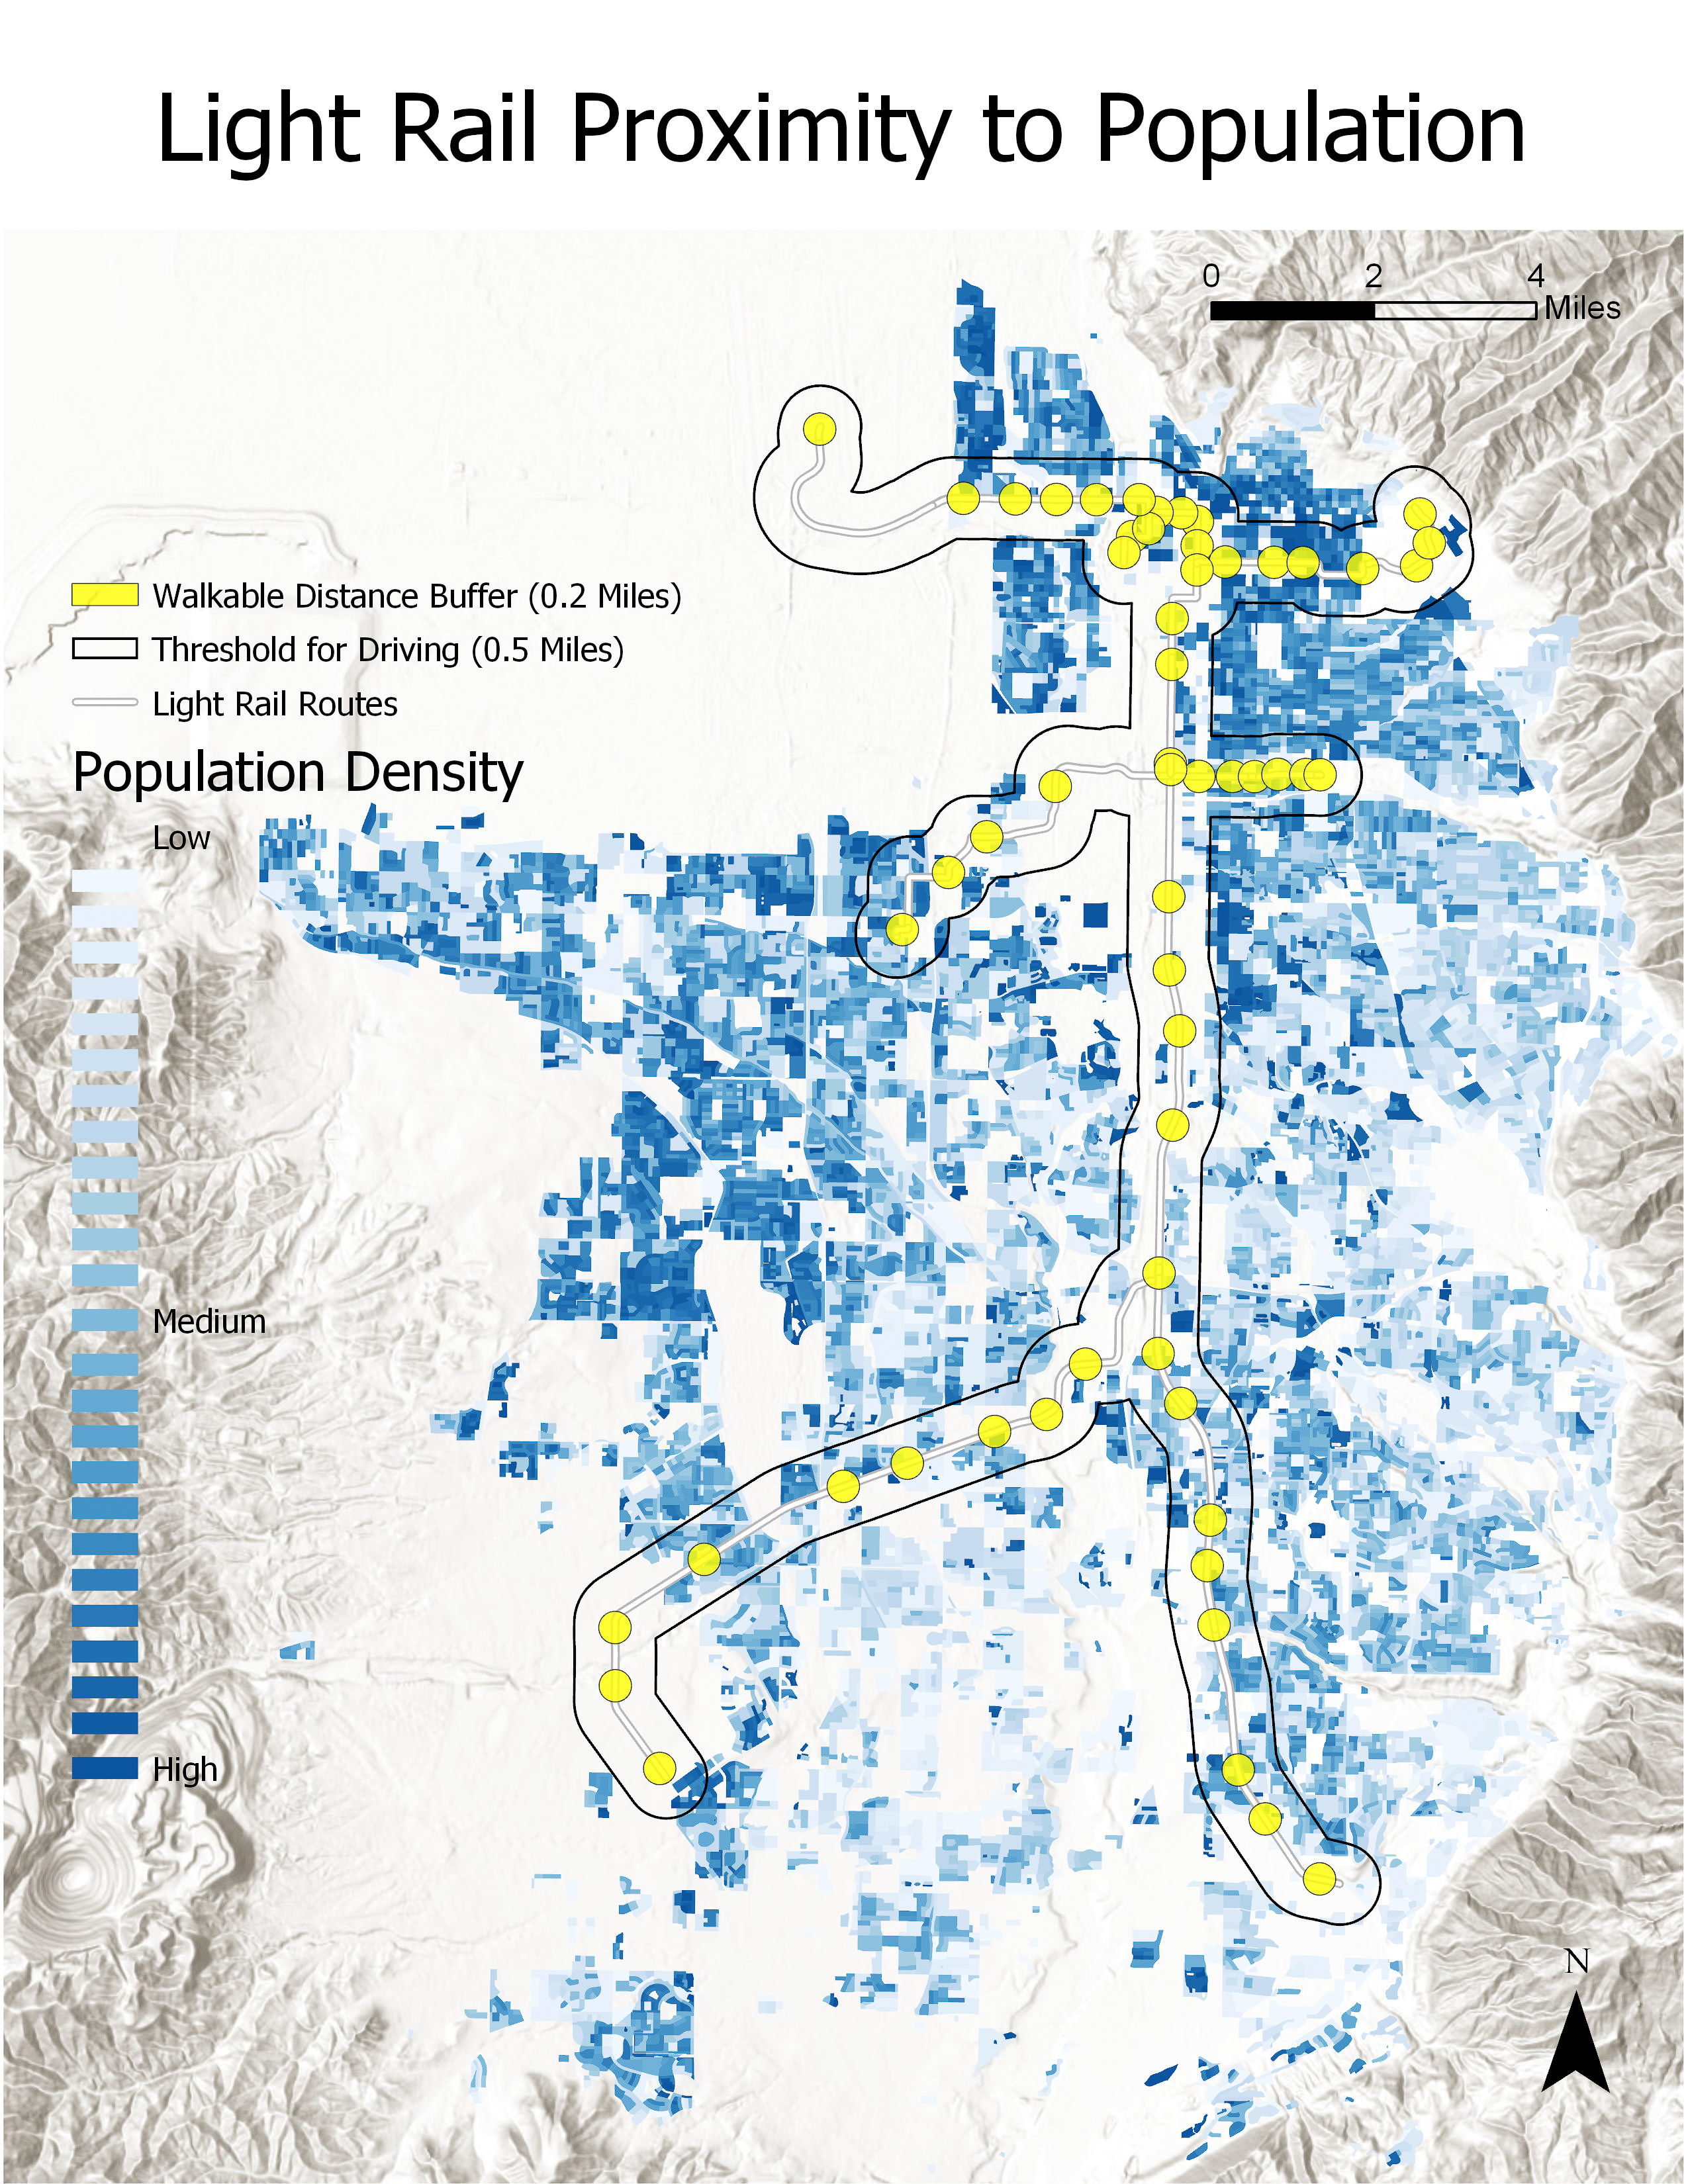 Light Rail Proximity to Population
0 2 4
Miles
Walkable Distance Buffer (0.2 Miles)
Threshold for Driving (0.5 Miles)
Light Rail Routes
Population Density
Low
Medium
High
N